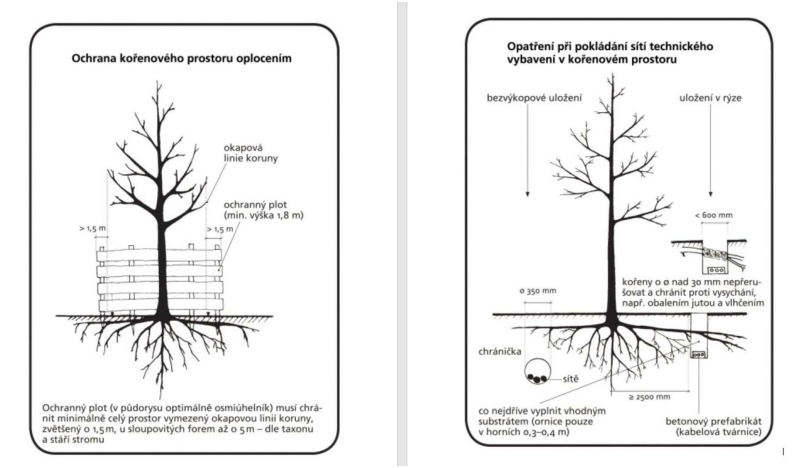 Ochrana kořenového prostoru oplocením
okapová
linie koruny
ochranný plot
(min. výška 1,8 m)
> 1,5 m
> 1,5 m
Ochranný plot (v půdorysu optimálně osmiúhelník) musí chrá-
nit minimálně celý prostor vymezený okapovou linií koruny,
zvětšený o 1,5m, u sloupovitých forem až o 5m – dle taxonu
a stáří stromu
Opatření při pokládání sítí technického
vybavení v kořenovém prostoru
bezvýkopové uložení
uložení v rýze
< 600 mm
kořeny o ø nad 30 mm nepřeru-
šovat a chránit proti vysychání,
např. obalením jutou a vlhčením
ø 350 mm
chránička
sítě
≥ 2500 mm
co nejdříve vyplnit vhodným
substrátem (ornice pouze
v horních 0,3–0,4 m)
betonový prefabrikát
(kabelová tvárnice)